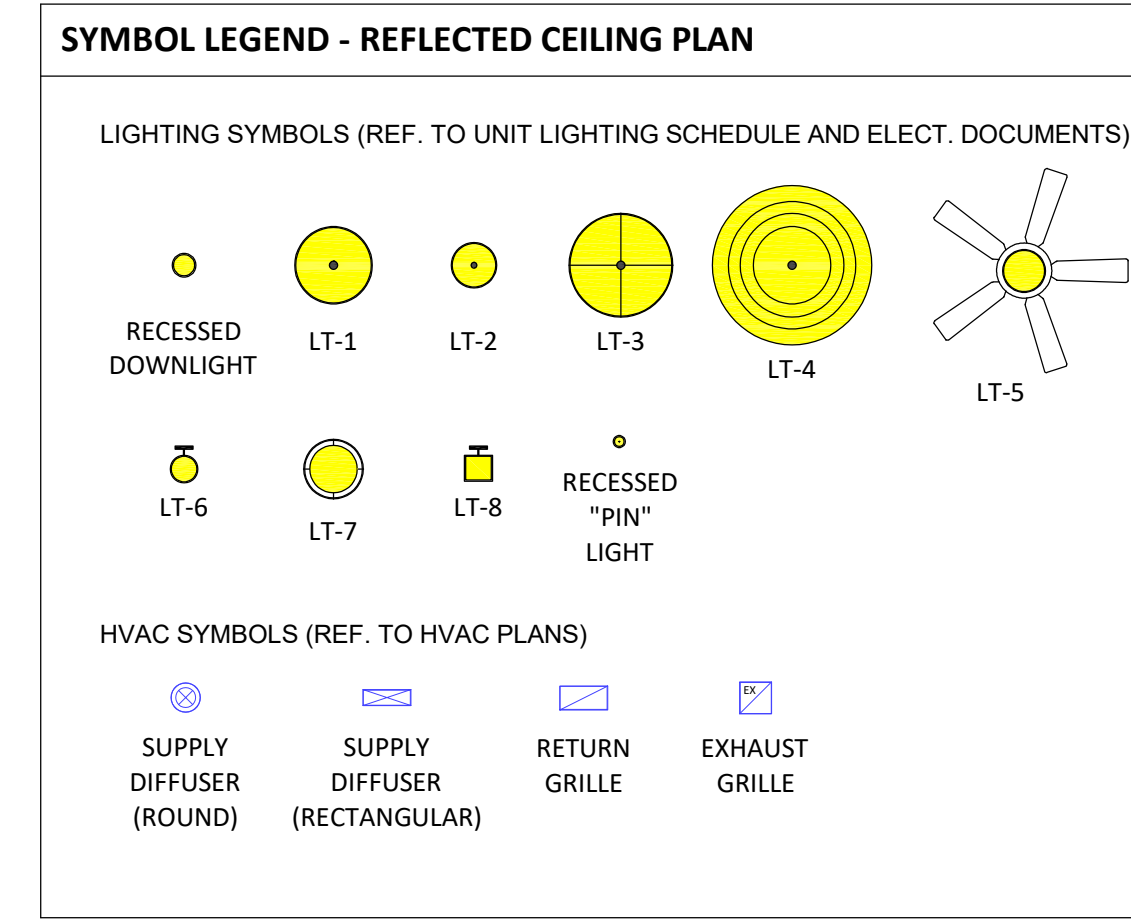 SYMBOL LEGEND - REFLECTED CEILING PLAN
LIGHTING SYMBOLS (REF. TO UNIT LIGHTING SCHEDULE AND ELECT. DOCUMENTS)
RECESSED
DOWNLIGHT
LT-1
LT-2
LT-3
LT-4
LT-5
LT-6
LT-7
LT-8
RECESSED
"PIN"
LIGHT
HVAC SYMBOLS (REF. TO HVAC PLANS)
SUPPLY
DIFFUSER
(ROUND)
SUPPLY
DIFFUSER
(RECTANGULAR)
RETURN
GRILLE
EX
EXHAUST
GRILLE